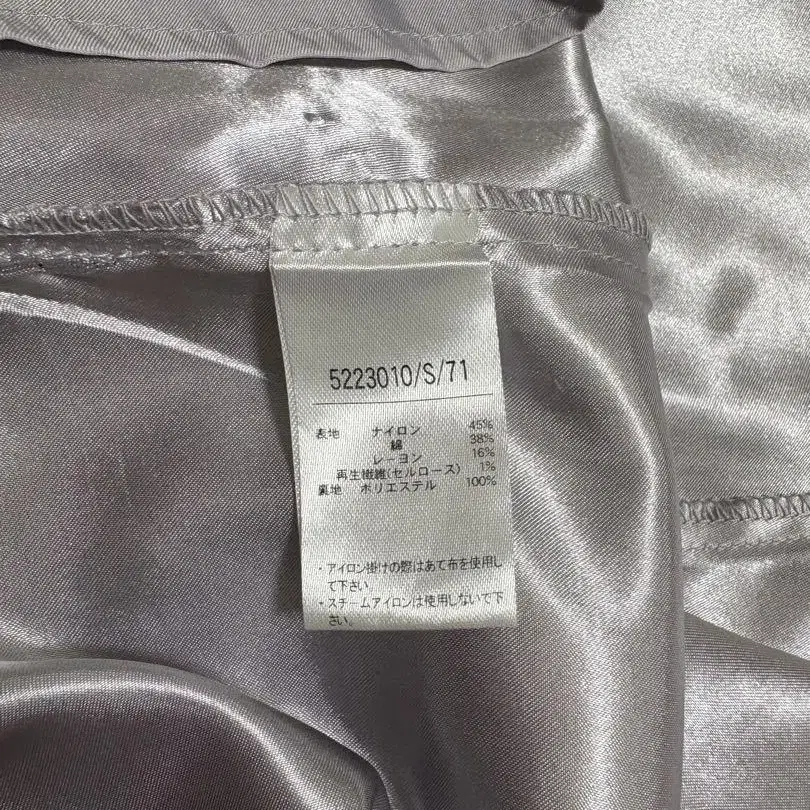 5223010/S/71
表地 ナイロン 45%
綿 38%
レーヨン 16%
再生繊維(セルロース) 1%
裏地 ポリエステル 100%
・アイロン掛けの際はあて布を使用し
て下さい
・スチームアイロンは使用しないで下
さい。